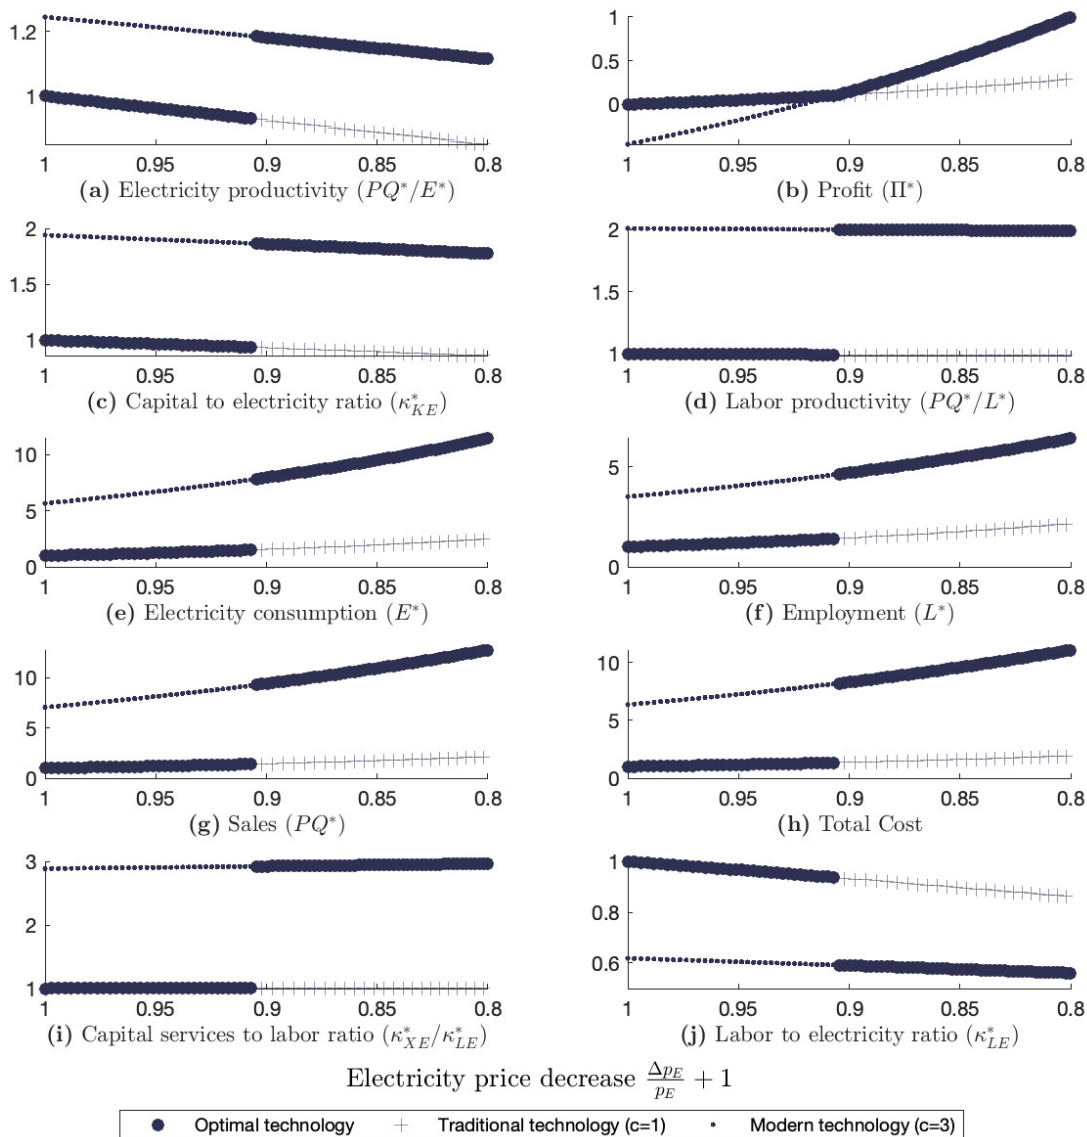 1.2
1
1 0.95 0.9 0.85 0.8
(a) Electricity productivity (PQ*/E*)
1
0.5
0
1 0.95 0.9 0.85 0.8
(b) Profit (Π*)
2
1.5
1
1 0.95 0.9 0.85 0.8
(c) Capital to electricity ratio (κ*_KE)
2
1.5
1
1 0.95 0.9 0.85 0.8
(d) Labor productivity (PQ*/L*)
10
5
0
1 0.95 0.9 0.85 0.8
(e) Electricity consumption (E*)
5
0
1 0.95 0.9 0.85 0.8
(f) Employment (L*)
10
5
0
1 0.95 0.9 0.85 0.8
(g) Sales (PQ*)
10
5
0
1 0.95 0.9 0.85 0.8
(h) Total Cost
3
2
1
1 0.95 0.9 0.85 0.8
(i) Capital services to labor ratio (κ*_XE/κ*_LE)
1
0.8
0.6
1 0.95 0.9 0.85 0.8
(j) Labor to electricity ratio (κ*_LE)
Electricity price decrease Δp_E/p_E + 1
Optimal technology Traditional technology (c=1) Modern technology (c=3)